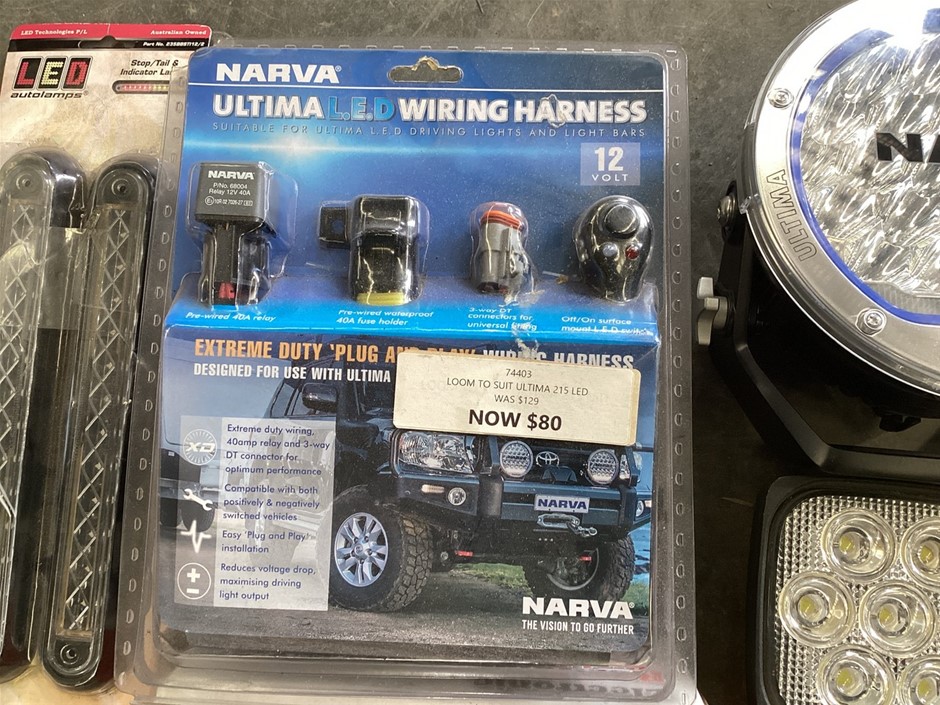 LED Technologies P/L
Australian Owned
LED
autolamps®
Stop/Tail &
NARVA®
ULTIMA L.E.D WIRING HARNESS
SUITABLE FOR ULTIMA L.E.D DRIVING LIGHTS AND LIGHT BARS
12
VOLT
NARVA
P/No. 68004
Relay 12V 40A
Pre-wired 40A relay
Pre-wired waterproof
40A fuse holder
3-way DT
connectors for
universal fitting
Off/On surface
mount L.E.D switch
EXTREME DUTY 'PLUG AND PLAY' WIRING HARNESS
DESIGNED FOR USE WITH ULTIMA
74403
LOOM TO SUIT ULTIMA 215 LED
WAS $129
NOW $80
XD
Extreme duty wiring,
40amp relay and 3-way
DT connector for
optimum performance
Compatible with both
positively & negatively
switched vehicles
Easy 'Plug and Play'
installation
Reduces voltage drop,
maximising driving
light output
NARVA
NARVA®
THE VISION TO GO FURTHER
ULTIMA